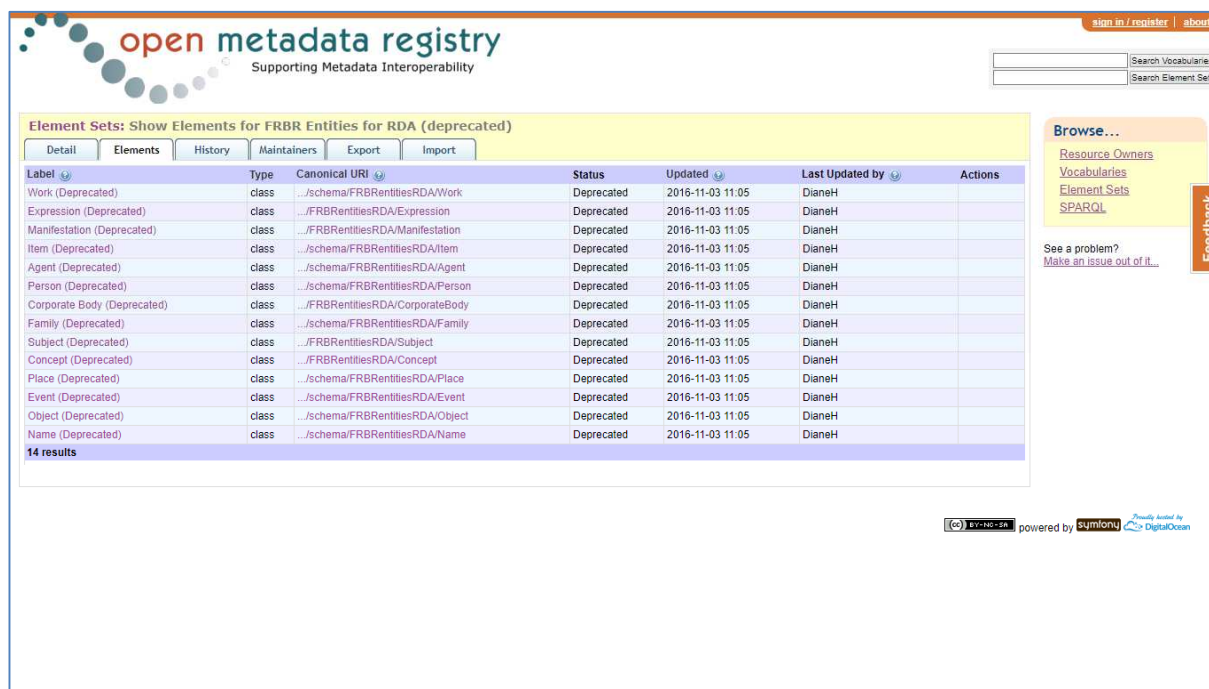 sign in / register | about
open metadata registry
Supporting Metadata Interoperability
Search Vocabularies
Search Element Set
Element Sets: Show Elements for FRBR Entities for RDA (deprecated)
Detail Elements History Maintainers Export Import
Label Type Canonical URI Status Updated Last Updated by Actions
Work (Deprecated) class .../schema/FRBRentitiesRDA/Work Deprecated 2016-11-03 11:05 DianeH
Expression (Deprecated) class .../FRBRentitiesRDA/Expression Deprecated 2016-11-03 11:05 DianeH
Manifestation (Deprecated) class .../FRBRentitiesRDA/Manifestation Deprecated 2016-11-03 11:05 DianeH
Item (Deprecated) class .../schema/FRBRentitiesRDA/Item Deprecated 2016-11-03 11:05 DianeH
Agent (Deprecated) class .../schema/FRBRentitiesRDA/Agent Deprecated 2016-11-03 11:05 DianeH
Person (Deprecated) class .../schema/FRBRentitiesRDA/Person Deprecated 2016-11-03 11:05 DianeH
Corporate Body (Deprecated) class .../FRBRentitiesRDA/CorporateBody Deprecated 2016-11-03 11:05 DianeH
Family (Deprecated) class .../schema/FRBRentitiesRDA/Family Deprecated 2016-11-03 11:05 DianeH
Subject (Deprecated) class .../FRBRentitiesRDA/Subject Deprecated 2016-11-03 11:05 DianeH
Concept (Deprecated) class .../FRBRentitiesRDA/Concept Deprecated 2016-11-03 11:05 DianeH
Place (Deprecated) class .../schema/FRBRentitiesRDA/Place Deprecated 2016-11-03 11:05 DianeH
Event (Deprecated) class .../schema/FRBRentitiesRDA/Event Deprecated 2016-11-03 11:05 DianeH
Object (Deprecated) class .../schema/FRBRentitiesRDA/Object Deprecated 2016-11-03 11:05 DianeH
Name (Deprecated) class .../schema/FRBRentitiesRDA/Name Deprecated 2016-11-03 11:05 DianeH
14 results
Browse...
Resource Owners
Vocabularies
Element Sets
SPARQL
See a problem?
Make an issue out of it...
Feedback
(cc) BY-NC-SA powered by symfony Proudly hosted by DigitalOcean